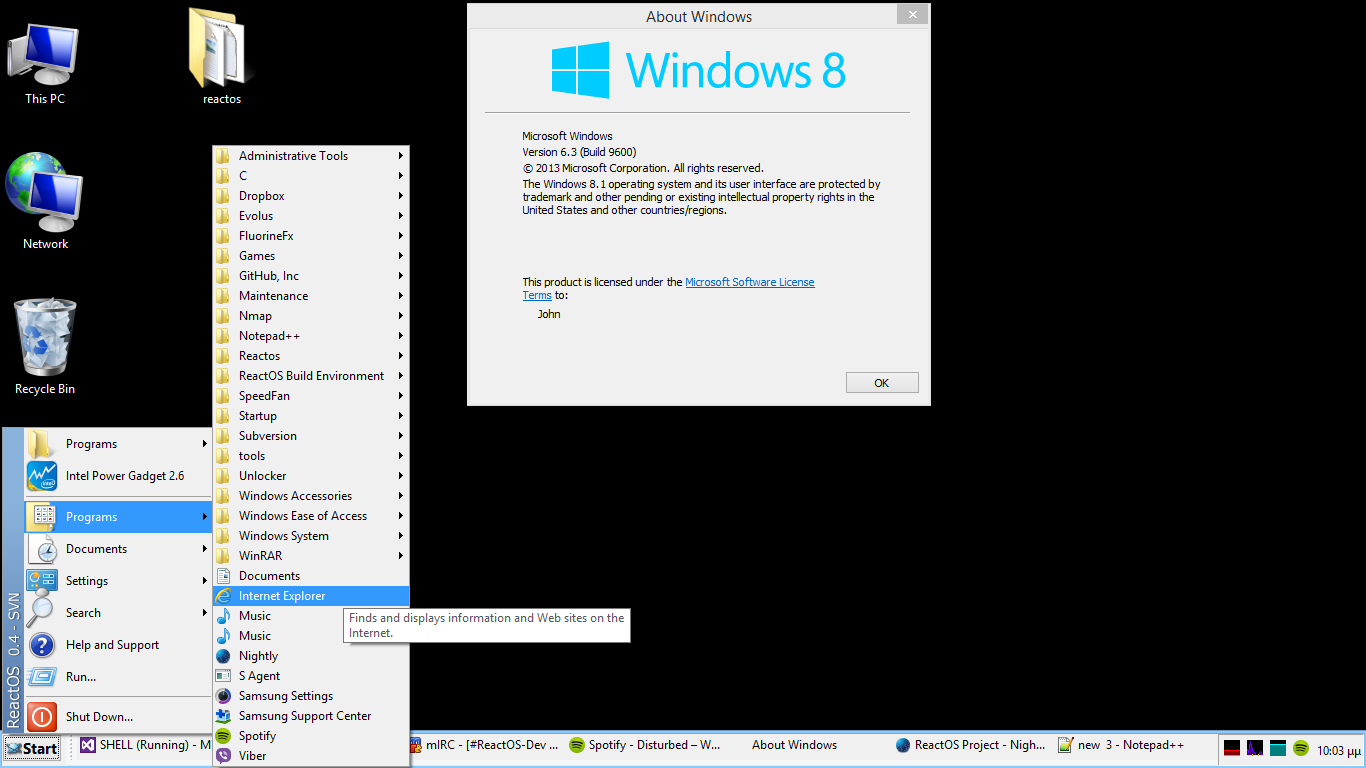 This PC
reactos
Network
Recycle Bin
About Windows
Windows 8
Microsoft Windows
Version 6.3 (Build 9600)
© 2013 Microsoft Corporation. All rights reserved.
The Windows 8.1 operating system and its user interface are protected by
trademark and other pending or existing intellectual property rights in the
United States and other countries/regions.
This product is licensed under the Microsoft Software License
Terms to:
John
OK
Administrative Tools
C
Dropbox
Evolus
FluorineFx
Games
GitHub, Inc
Maintenance
Nmap
Notepad++
Reactos
ReactOS Build Environment
SpeedFan
Startup
Subversion
tools
Unlocker
Windows Accessories
Windows Ease of Access
Windows System
WinRAR
Documents
Internet Explorer
Music
Music
Nightly
S Agent
Samsung Settings
Samsung Support Center
Spotify
Viber
Finds and displays information and Web sites on the
Internet.
Programs
Intel Power Gadget 2.6
Programs
Documents
Settings
Search
Help and Support
Run...
Shut Down...
ReactOS 0.4 - SVN
Start
SHELL (Running) - M
mIRC - [#ReactOS-Dev ...
Spotify - Disturbed – W...
About Windows
ReactOS Project - Nigh...
new 3 - Notepad++
10:03 μμ